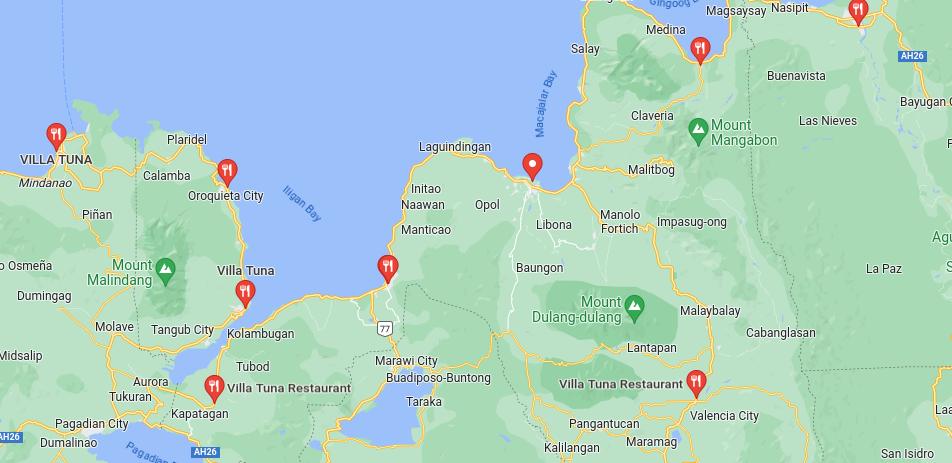 Gingoog B
Magsaysay
Nasipit
Medina
Salay
AH26
Buenavista
Macajalar Bay
Bayugan C
Claveria
Las Nieves
Mount
Mangabon
VILLA TUNA
Plaridel
Laguindingan
Mindanao
Calamba
Malitbog
Oroquieta City
Iligan Bay
Initao
Naawan
Opol
Piñan
Manticao
Libona
Manolo
Fortich
Impasug-ong
Agu
S
o Osmeña
Mount
Malindang
Villa Tuna
Baungon
La Paz
Dumingag
Mount
Dulang-dulang
Malaybalay
Molave
Tangub City
Kolambugan
77
Cabanglasan
Midsalip
Lantapan
Marawi City
Tubod
Aurora
Buadiposo-Buntong
Villa Tuna Restaurant
Villa Tuna Restaurant
Tukuran
Taraka
Kapatagan
Valencia City
Pagadian City
Pangantucan
La
AH26
Dumalinao
Maramag
Kalilangan
AH26
Pagadian
San Isidro